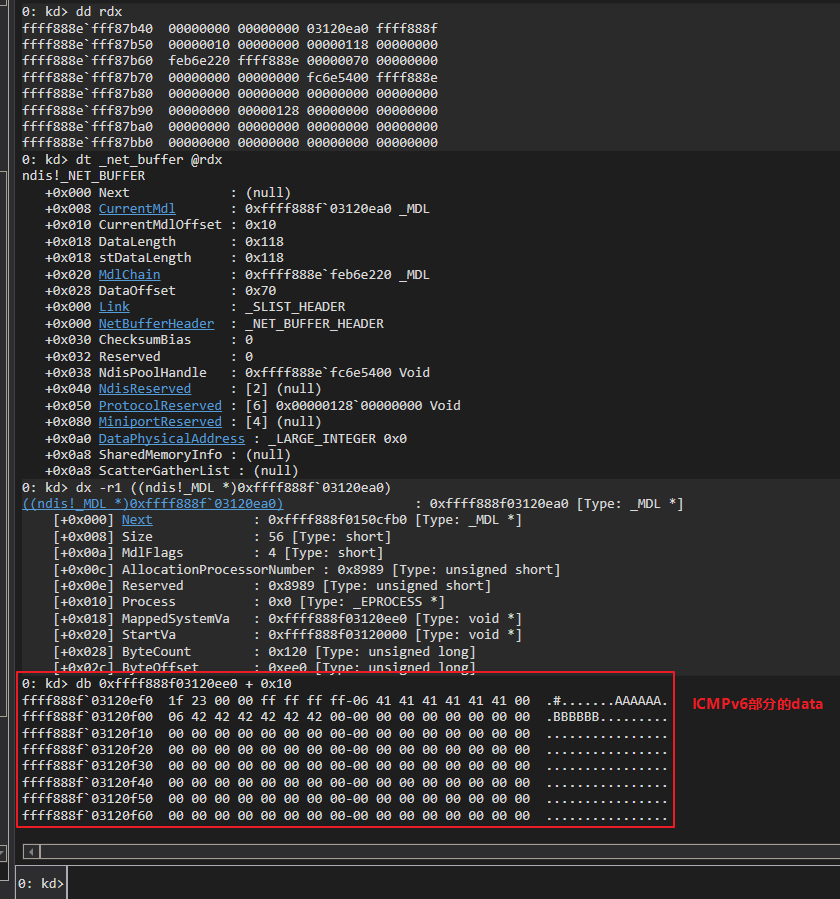 0: kd> dd rdx
ffff888e`fff87b40  00000000 00000000 03120ea0 ffff888f
ffff888e`fff87b50  00000010 00000000 00000118 00000000
ffff888e`fff87b60  feb6e220 ffff888e 00000070 00000000
ffff888e`fff87b70  00000000 00000000 fc6e5400 ffff888e
ffff888e`fff87b80  00000000 00000000 00000000 00000000
ffff888e`fff87b90  00000000 00000128 00000000 00000000
ffff888e`fff87ba0  00000000 00000000 00000000 00000000
ffff888e`fff87bb0  00000000 00000000 00000000 00000000
0: kd> dt _net_buffer @rdx
ndis!_NET_BUFFER
   +0x000 Next             : (null)
   +0x008 CurrentMdl       : 0xffff888f`03120ea0 _MDL
   +0x010 CurrentMdlOffset : 0x10
   +0x018 DataLength       : 0x118
   +0x018 stDataLength     : 0x118
   +0x020 MdlChain         : 0xffff888e`feb6e220 _MDL
   +0x028 DataOffset       : 0x70
   +0x000 Link             : _SLIST_HEADER
   +0x000 NetBufferHeader  : _NET_BUFFER_HEADER
   +0x030 ChecksumBias     : 0
   +0x032 Reserved         : 0
   +0x038 NdisPoolHandle   : 0xffff888e`fc6e5400 Void
   +0x040 NdisReserved     : [2] (null)
   +0x050 ProtocolReserved : [6] 0x00000128`00000000 Void
   +0x080 MiniportReserved : [4] (null)
   +0x0a0 DataPhysicalAddress : _LARGE_INTEGER 0x0
   +0x0a8 SharedMemoryInfo : (null)
   +0x0a8 ScatterGatherList : (null)
0: kd> dx -r1 ((ndis!_MDL *)0xffff888f`03120ea0)
((ndis!_MDL *)0xffff888f`03120ea0)                 : 0xffff888f03120ea0 [Type: _MDL *]
    [+0x000] Next             : 0xffff888f0150cfb0 [Type: _MDL *]
    [+0x008] Size             : 56 [Type: short]
    [+0x00a] MdlFlags         : 4 [Type: short]
    [+0x00c] AllocationProcessorNumber : 0x8989 [Type: unsigned short]
    [+0x00e] Reserved         : 0x8989 [Type: unsigned short]
    [+0x010] Process          : 0x0 [Type: _EPROCESS *]
    [+0x018] MappedSystemVa   : 0xffff888f03120ee0 [Type: void *]
    [+0x020] StartVa          : 0xffff888f03120000 [Type: void *]
    [+0x028] ByteCount        : 0x120 [Type: unsigned long]
    [+0x02c] ByteOffset       : 0xee0 [Type: unsigned long]
0: kd> db 0xffff888f03120ee0 + 0x10
ffff888f`03120ef0  1f 23 00 00 ff ff ff ff-06 41 41 41 41 41 41 00  .#.......AAAAAA.
ffff888f`03120f00  06 42 42 42 42 42 42 00-00 00 00 00 00 00 00 00  .BBBBBB.........
ffff888f`03120f10  00 00 00 00 00 00 00 00-00 00 00 00 00 00 00 00  ................
ffff888f`03120f20  00 00 00 00 00 00 00 00-00 00 00 00 00 00 00 00  ................
ffff888f`03120f30  00 00 00 00 00 00 00 00-00 00 00 00 00 00 00 00  ................
ffff888f`03120f40  00 00 00 00 00 00 00 00-00 00 00 00 00 00 00 00  ................
ffff888f`03120f50  00 00 00 00 00 00 00 00-00 00 00 00 00 00 00 00  ................
ffff888f`03120f60  00 00 00 00 00 00 00 00-00 00 00 00 00 00 00 00  ................
ICMPv6部分的data
0: kd>